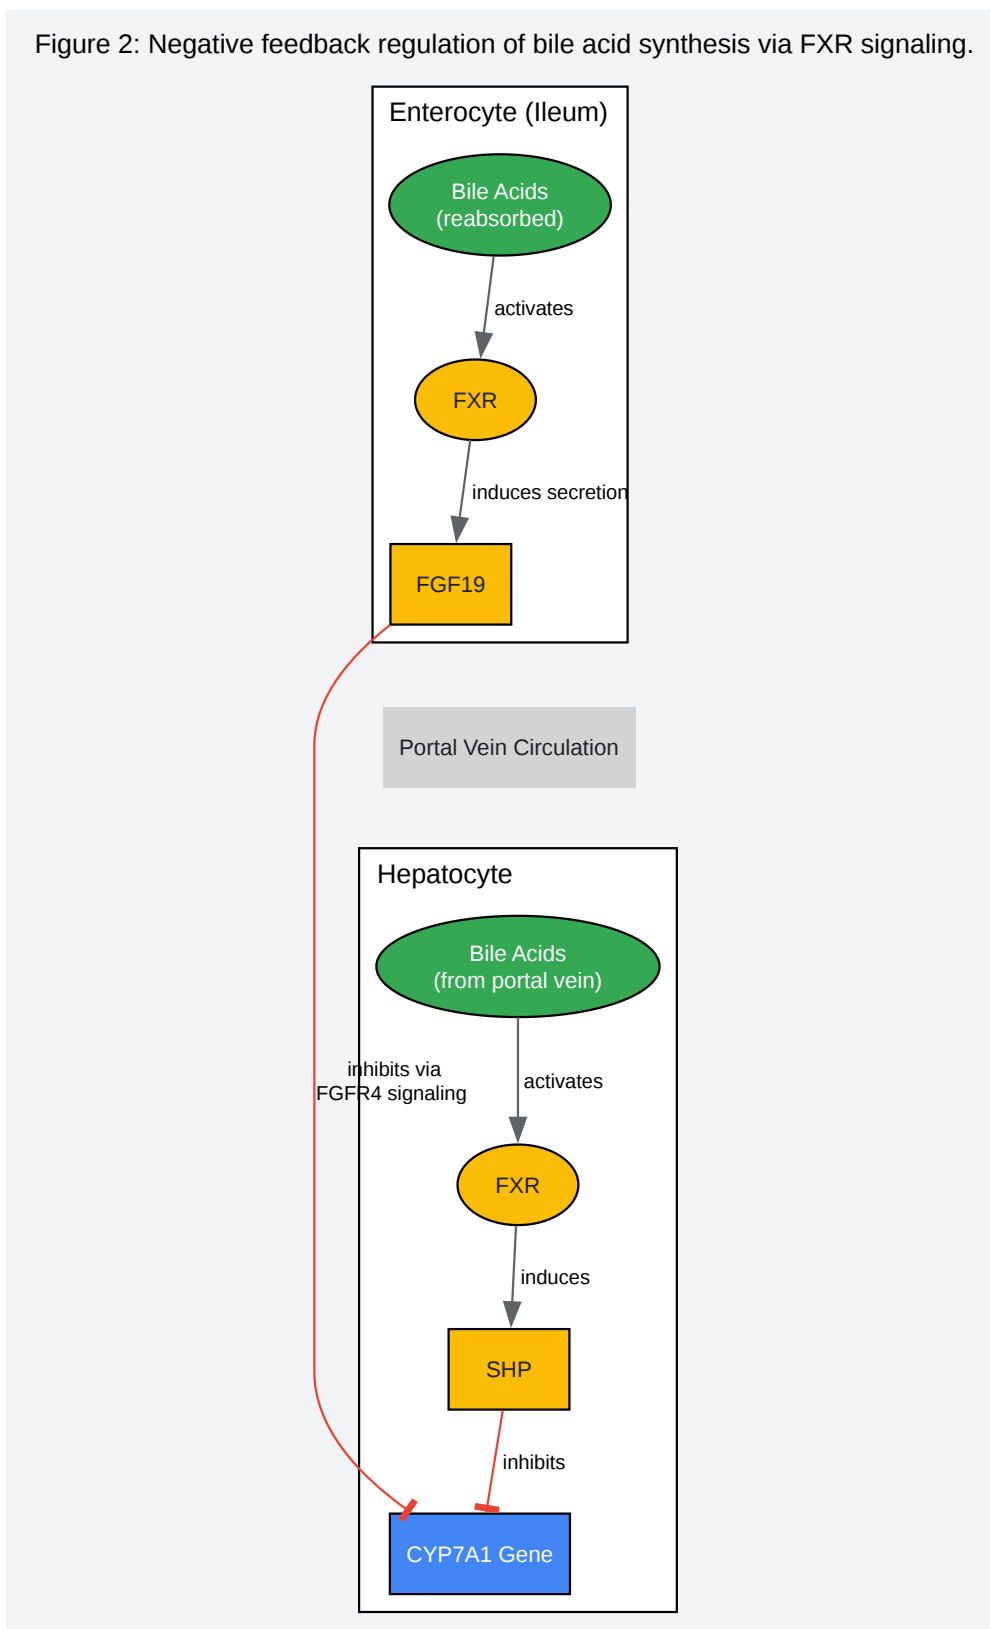 Figure 2: Negative feedback regulation of bile acid synthesis via FXR signaling.
Enterocyte (Ileum)
Bile Acids
(reabsorbed)
activates
FXR
induces secretion
FGF19
Portal Vein Circulation
Hepatocyte
Bile Acids
(from portal vein)
inhibits via
FGFR4 signaling
activates
FXR
induces
SHP
inhibits
CYP7A1 Gene